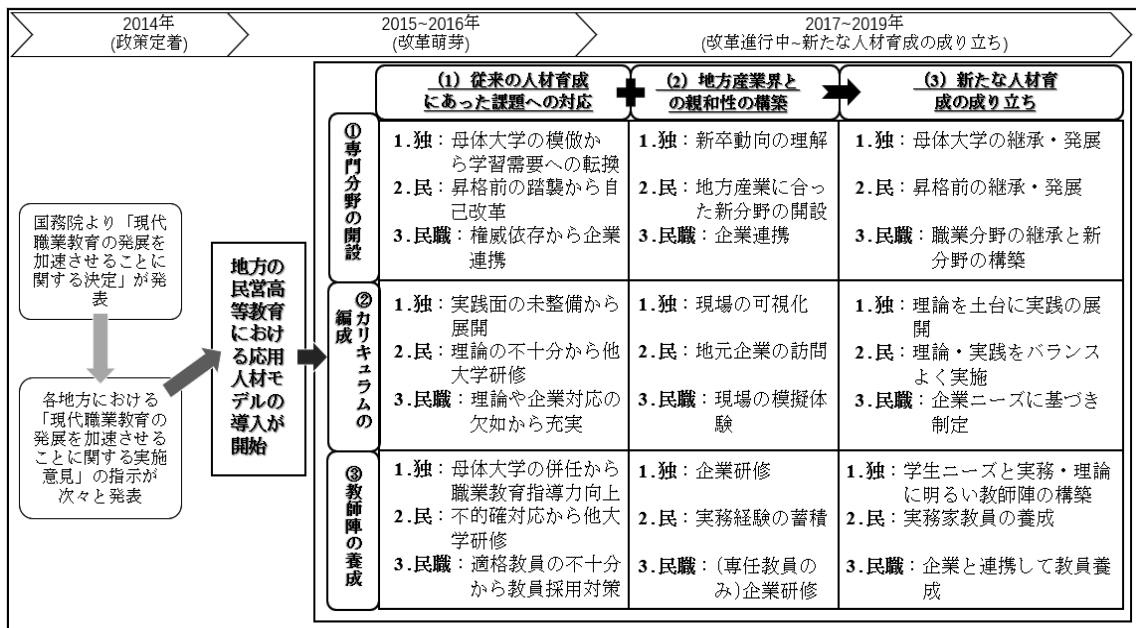 2014年
(政策定着)
2015~2016年
(改革萌芽)
2017~2019年
(改革進行中~新たな人材育成の成り立ち)
国務院より「現代
職業教育の発展を
加速させることに
関する決定」が発
表
各地方における
「現代職業教育の
発展を加速させる
ことに関する実施
意見」の指示が
次々と発表
地方の
民営高
等教育
におけ
る応用
人材モ
デルの
導入が
開始
(1) 従来の人材育成
にあった課題への対応
(2) 地方産業界と
の親和性の構築
(3) 新たな人材育
成の成り立ち
①専門分野の開設
1.独：母体大学の模倣か
ら学習需要への転換
2.民：昇格前の踏襲から自
己改革
3.民職：権威依存から企業
連携
1.独：新卒動向の理解
2.民：地方産業に合っ
た新分野の開設
3.民職：企業連携
1.独：母体大学の継承・発展
2.民：昇格前の継承・発展
3.民職：職業分野の継承と新
分野の構築
②カリキュラムの
編成
1.独：実践面の未整備から
展開
2.民：理論の不十分から他
大学研修
3.民職：理論や企業対応の
欠如から充実
1.独：現場の可視化
2.民：地元企業の訪問
3.民職：現場の模擬体
験
1.独：理論を土台に実践の展
開
2.民：理論・実践をバランス
よく実施
3.民職：企業ニーズに基づき
制定
③教師陣の養成
1.独：母体大学の併任から
職業教育指導力向上
2.民：不的確対応から他大
学研修
3.民職：適格教員の不十分
から教員採用対策
1.独：企業研修
2.民：実務経験の蓄積
3.民職：(専任教員の
み)企業研修
1.独：学生ニーズと実務・理論
に明るい教師陣の構築
2.民：実務家教員の養成
3.民職：企業と連携して教員養
成